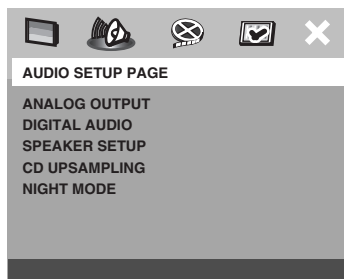 AUDIO SETUP PAGE
ANALOG OUTPUT
DIGITAL AUDIO
SPEAKER SETUP
CD UPSAMPLING
NIGHT MODE